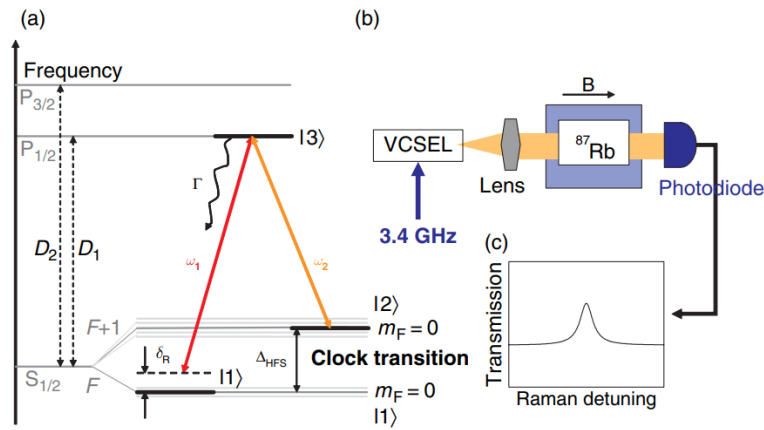 (a)
Frequency
P3/2
P1/2
|3⟩
Γ
D2
D1
ω1
ω2
|2⟩
F+1
mF = 0
δR
ΔHFS
Clock transition
S1/2
F
|1⟩
mF = 0
|1⟩
(b)
B
VCSEL
87Rb
Lens
Photodiode
3.4 GHz
(c)
Transmission
Raman detuning